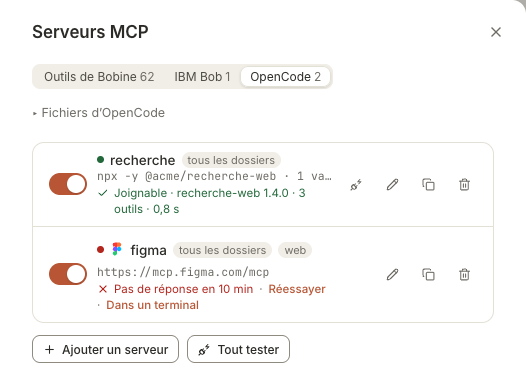 Serveurs MCP
Outils de Bobine 62
IBM Bob 1
OpenCode 2
Fichiers d’OpenCode
recherche
tous les dossiers
npx -y @acme/recherche-web · 1 va…
Joignable · recherche-web 1.4.0 · 3
outils · 0,8 s
figma
tous les dossiers
web
https://mcp.figma.com/mcp
Pas de réponse en 10 min · Réessayer
· Dans un terminal
Ajouter un serveur
Tout tester